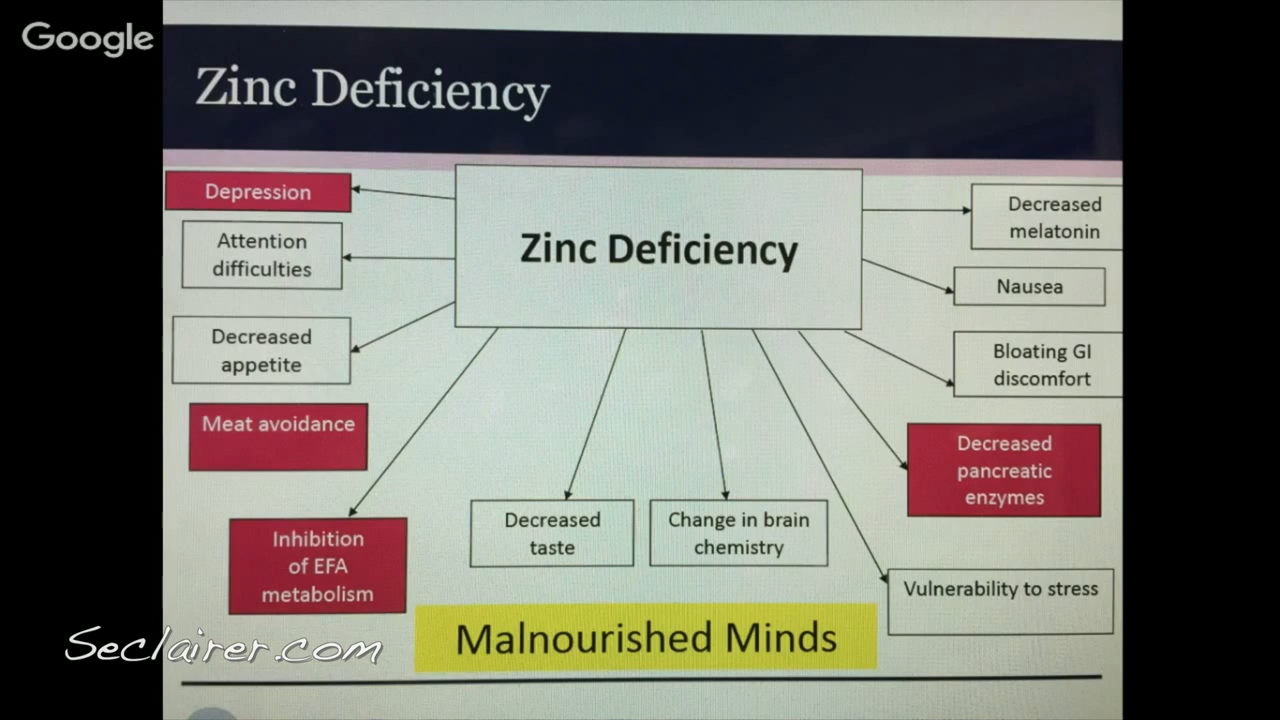 Google
Zinc Deficiency
Zinc Deficiency
Depression
Attention
difficulties
Decreased
appetite
Meat avoidance
Inhibition
of EFA
metabolism
Decreased
taste
Change in brain
chemistry
Decreased
melatonin
Nausea
Bloating GI
discomfort
Decreased
pancreatic
enzymes
Vulnerability to stress
Malnourished Minds
Seclairer.com